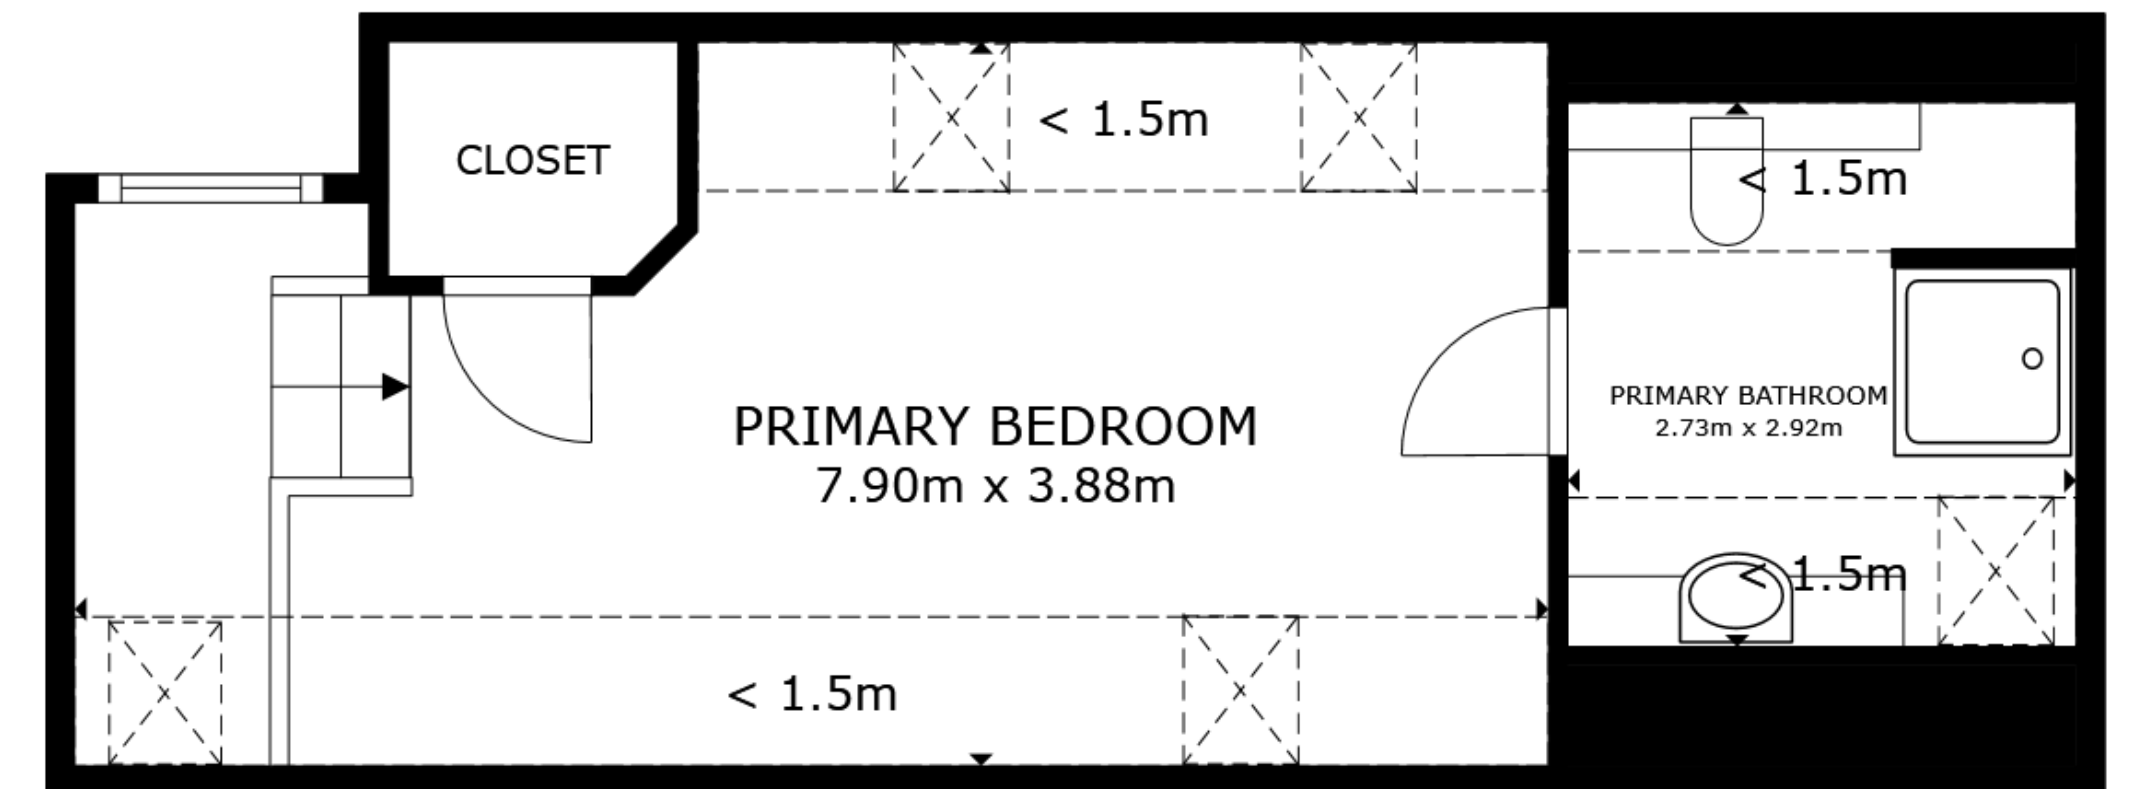 CLOSET
< 1.5m
< 1.5m
PRIMARY BEDROOM
7.90m x 3.88m
PRIMARY BATHROOM
2.73m x 2.92m
< 1.5m
< 1.5m